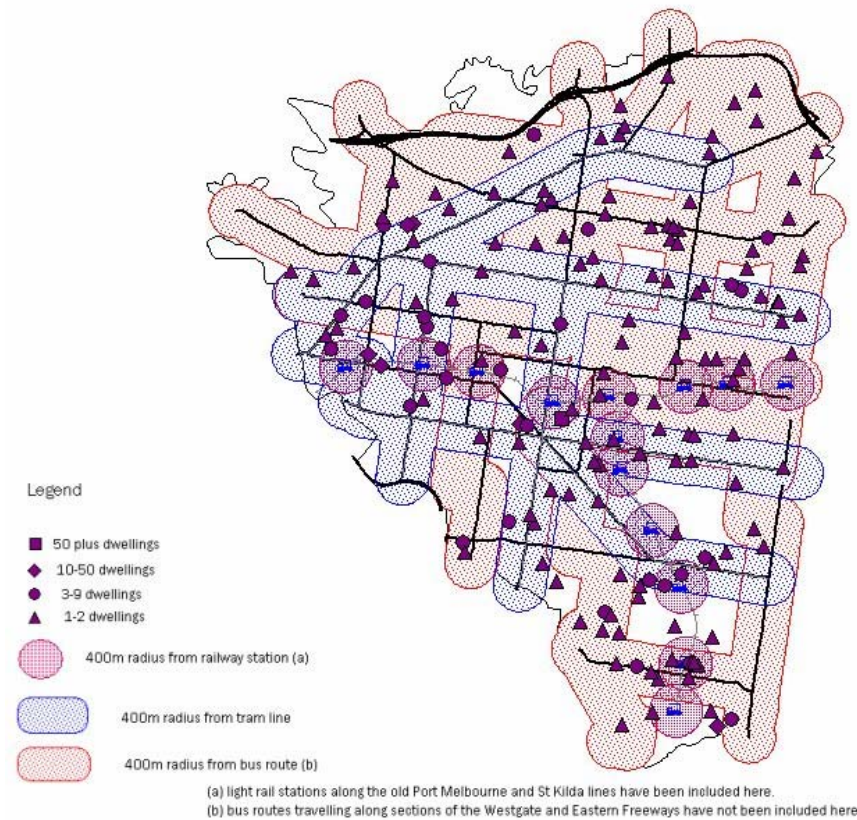 Legend
50 plus dwellings
10-50 dwellings
3-9 dwellings
1-2 dwellings
400m radius from railway station (a)
400m radius from tram line
400m radius from bus route (b)
(a) light rail stations along the old Port Melbourne and St Kilda lines have been included here.
(b) bus routes travelling along sections of the Westgate and Eastern Freeways have not been included here